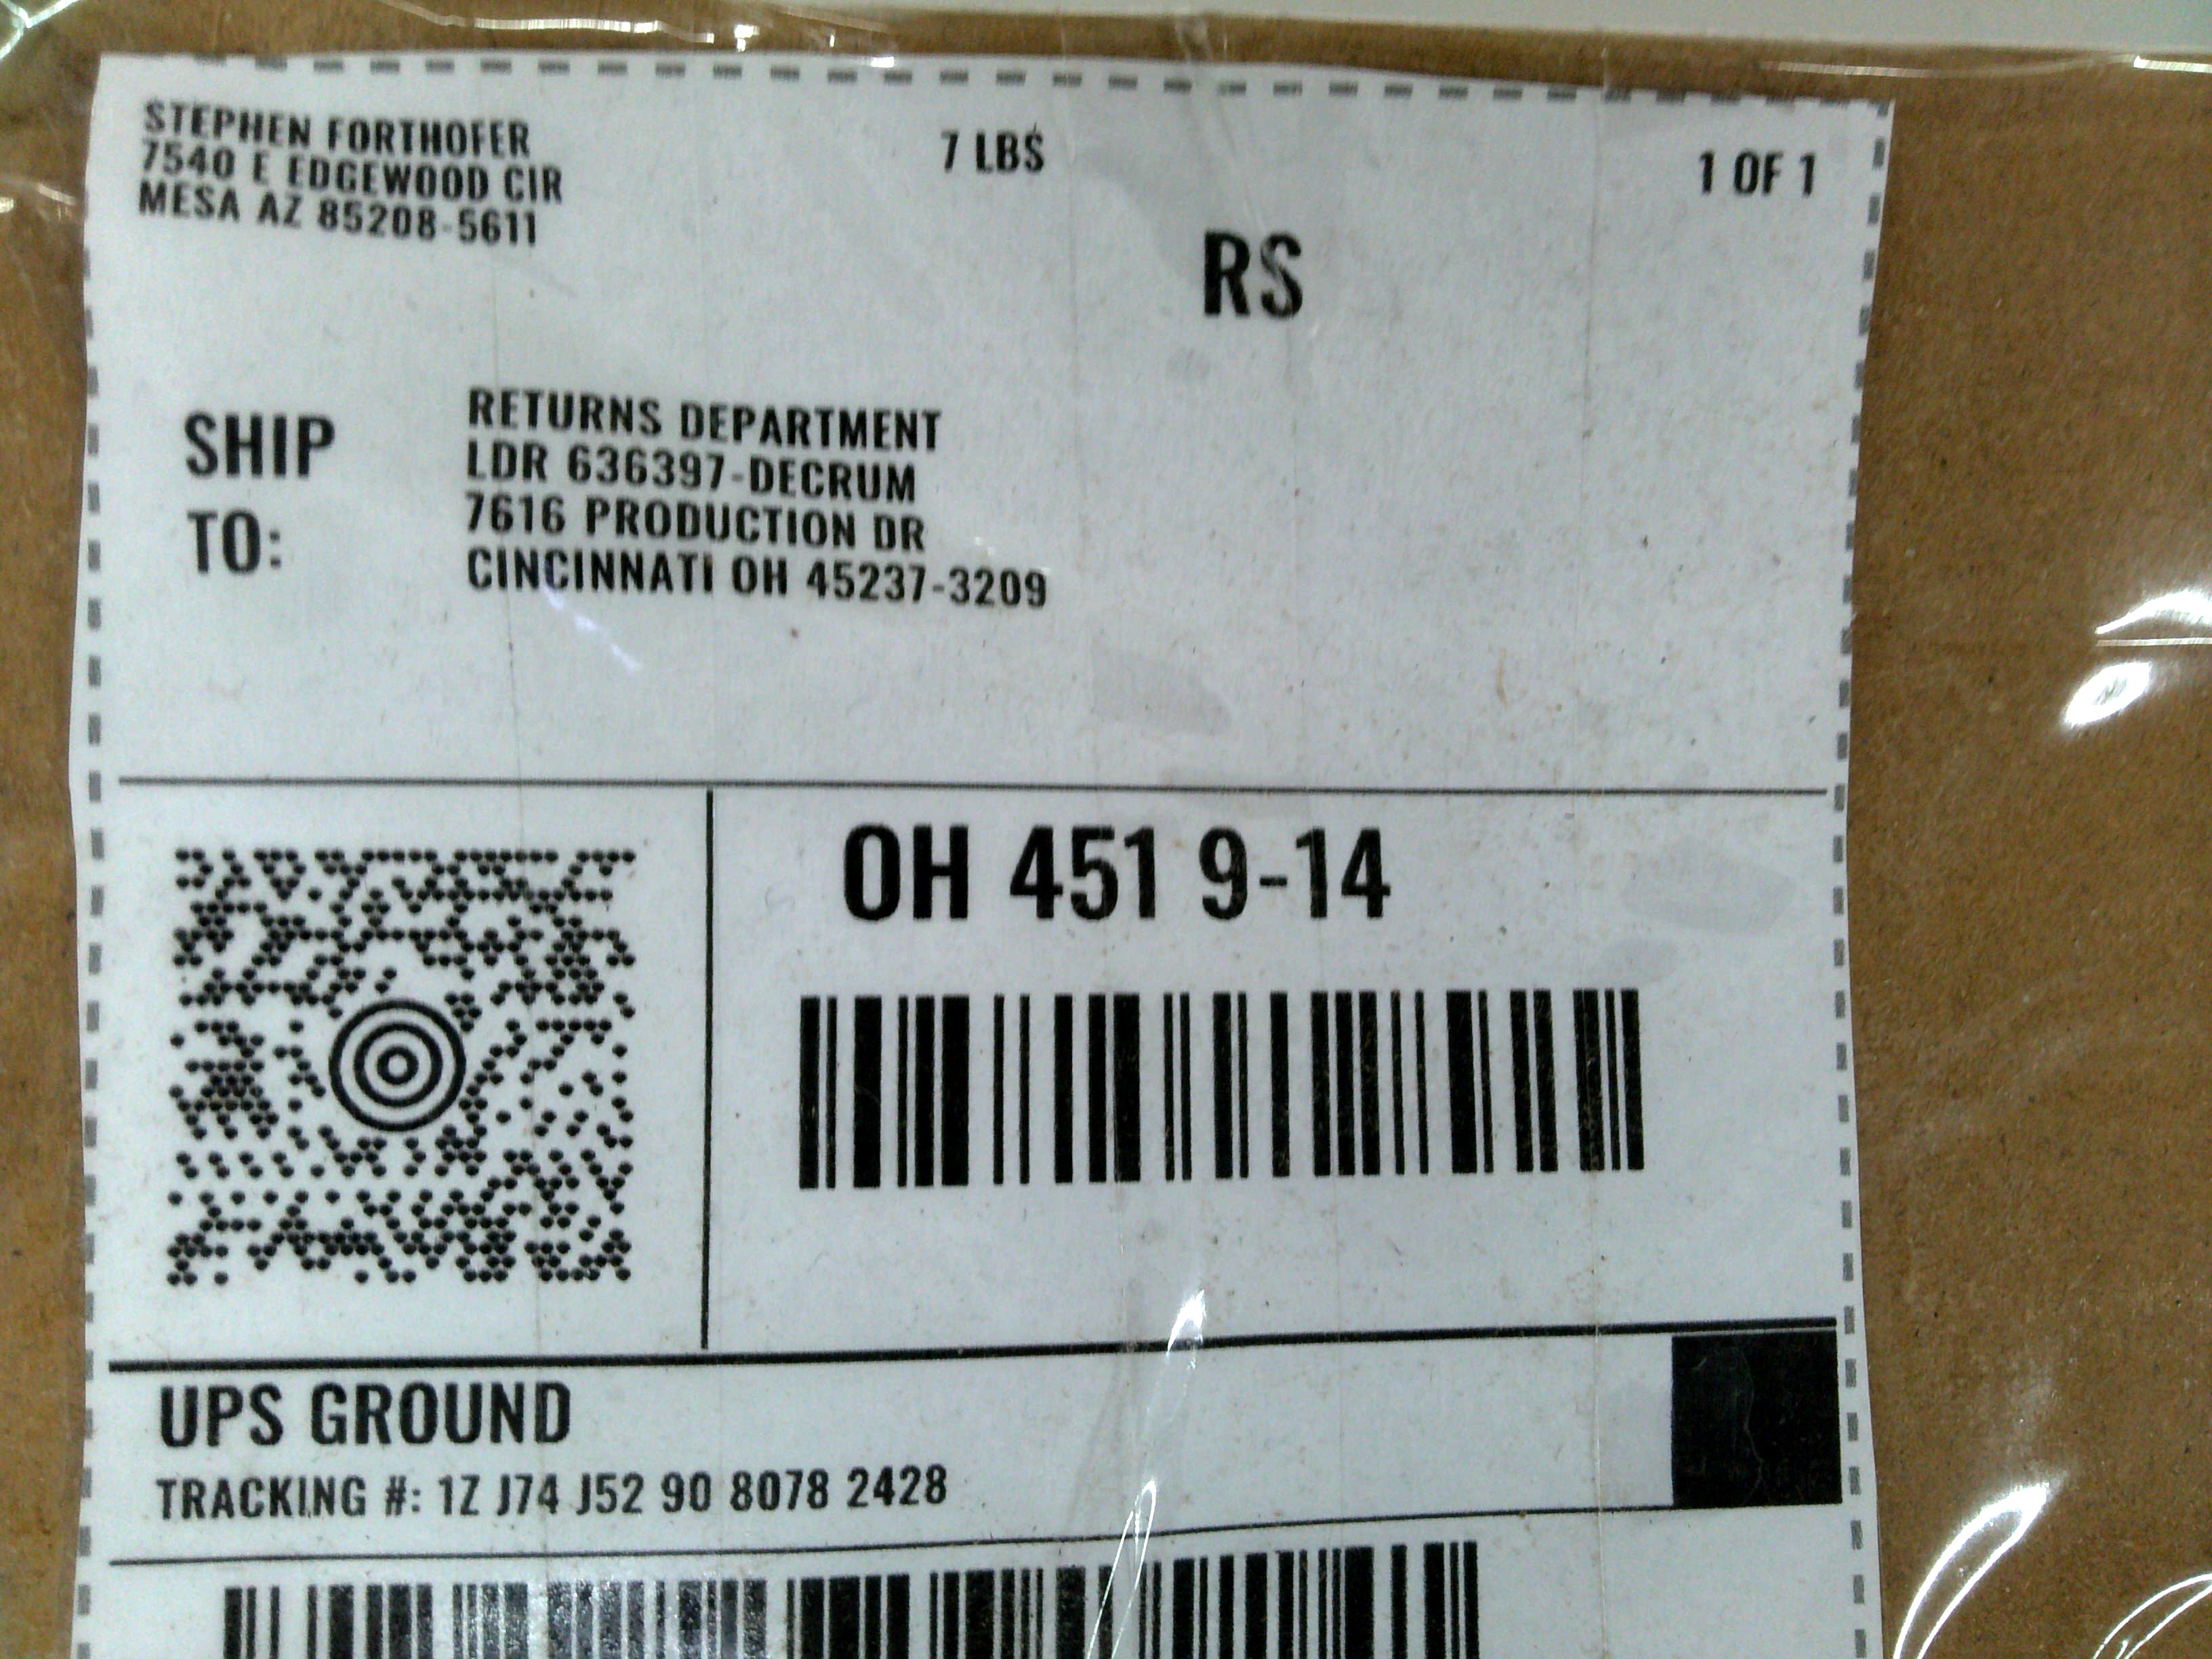 STEPHEN FORTHOFER
7540 E EDGEWOOD CIR
MESA AZ 85208-5611
7 LBS
1 OF 1
RS
SHIP
TO:
RETURNS DEPARTMENT
LDR 636397-DECRUM
7616 PRODUCTION DR
CINCINNATI OH 45237-3209
OH 451 9-14
UPS GROUND
TRACKING #: 1Z J74 J52 90 8078 2428